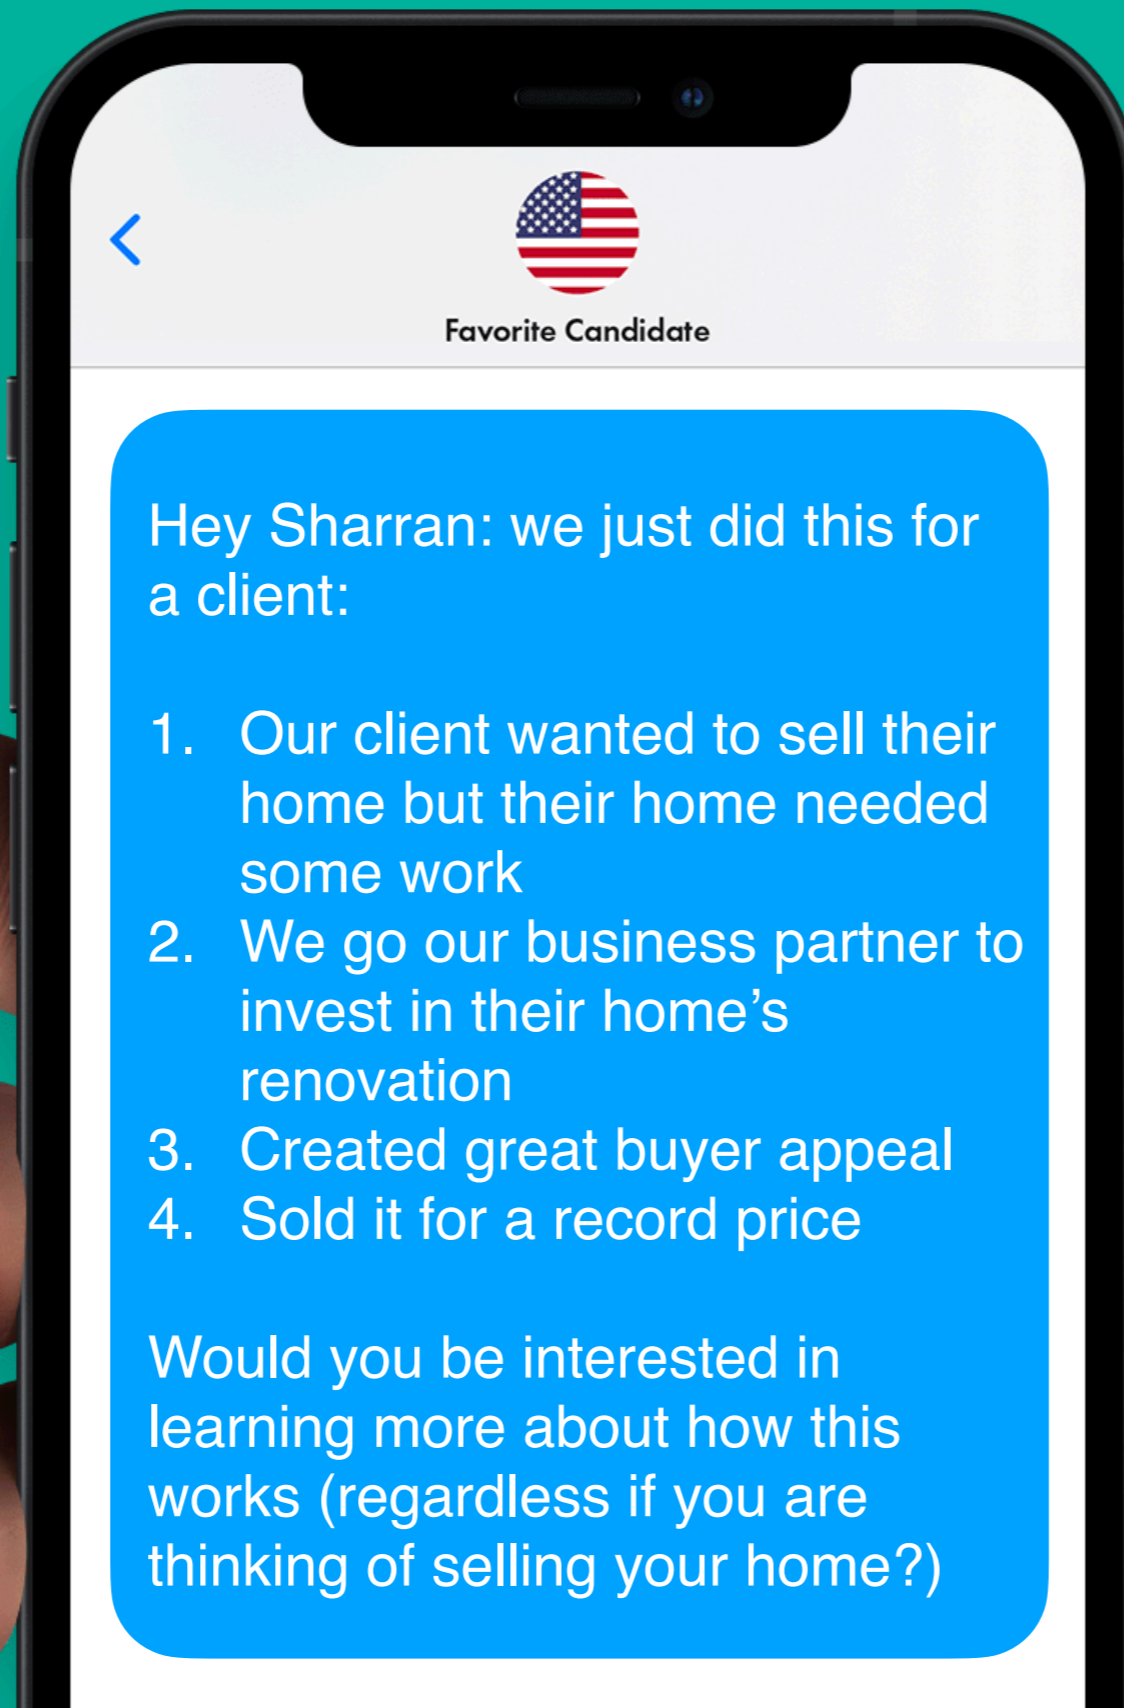 Favorite Candidate
Hey Sharran: we just did this for
a client:
1. Our client wanted to sell their
home but their home needed
some work
2. We go our business partner to
invest in their home’s
renovation
3. Created great buyer appeal
4. Sold it for a record price
Would you be interested in
learning more about how this
works (regardless if you are
thinking of selling your home?)